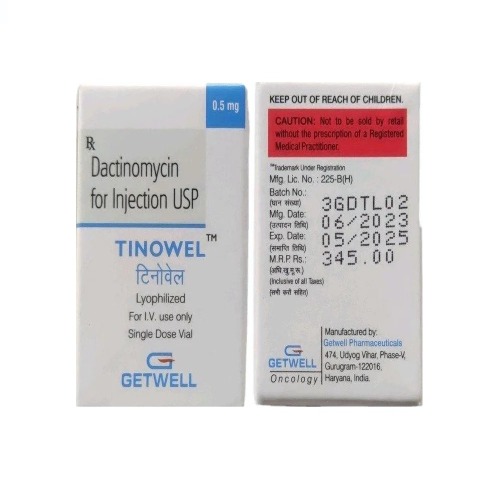 0.5 mg
℞
Dactinomycin
for Injection USP
TINOWEL™
टिनोवेल
Lyophilized
For I.V. use only
Single Dose Vial
G
GETWELL
KEEP OUT OF REACH OF CHILDREN.
CAUTION: Not to be sold by retail
without the prescription of a Registered
Medical Practitioner.
™Trademark Under Registration
Mfg. Lic. No. : 225-B(H)
Batch No.:
(घान संख्या) 3GDTL02
Mfg. Date: 06/2023
(उत्पादन तिथि)
Exp. Date: 05/2025
(समाप्ति तिथि)
M.R.P. Rs.: 345.00
(अधि.खु.मू.रू.)
(Inclusive of all Taxes)
(सभी करों सहित)
G
GETWELL
Oncology
Manufactured by:
Getwell Pharmaceuticals
474, Udyog Vihar, Phase-V,
Gurugram-122016,
Haryana, India.